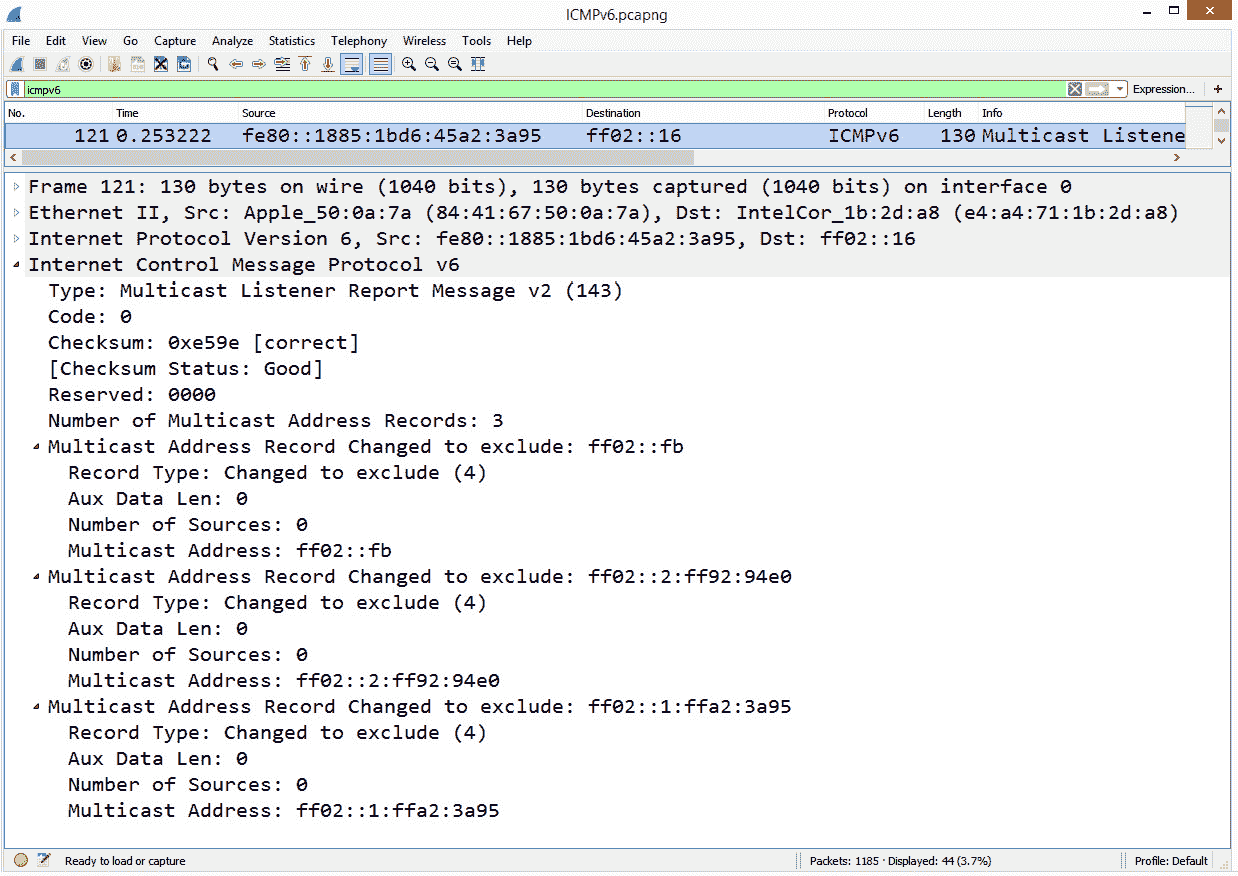 ICMPv6.pcapng
File Edit View Go Capture Analyze Statistics Telephony Wireless Tools Help
icmpv6 Expression... +
No. Time Source Destination Protocol Length Info
121 0.253222 fe80::1885:1bd6:45a2:3a95 ff02::16 ICMPv6 130 Multicast Listene
Frame 121: 130 bytes on wire (1040 bits), 130 bytes captured (1040 bits) on interface 0
Ethernet II, Src: Apple_50:0a:7a (84:41:67:50:0a:7a), Dst: IntelCor_1b:2d:a8 (e4:a4:71:1b:2d:a8)
Internet Protocol Version 6, Src: fe80::1885:1bd6:45a2:3a95, Dst: ff02::16
Internet Control Message Protocol v6
Type: Multicast Listener Report Message v2 (143)
Code: 0
Checksum: 0xe59e [correct]
[Checksum Status: Good]
Reserved: 0000
Number of Multicast Address Records: 3
Multicast Address Record Changed to exclude: ff02::fb
Record Type: Changed to exclude (4)
Aux Data Len: 0
Number of Sources: 0
Multicast Address: ff02::fb
Multicast Address Record Changed to exclude: ff02::2:ff92:94e0
Record Type: Changed to exclude (4)
Aux Data Len: 0
Number of Sources: 0
Multicast Address: ff02::2:ff92:94e0
Multicast Address Record Changed to exclude: ff02::1:ffa2:3a95
Record Type: Changed to exclude (4)
Aux Data Len: 0
Number of Sources: 0
Multicast Address: ff02::1:ffa2:3a95
Ready to load or capture Packets: 1185 · Displayed: 44 (3.7%) Profile: Default